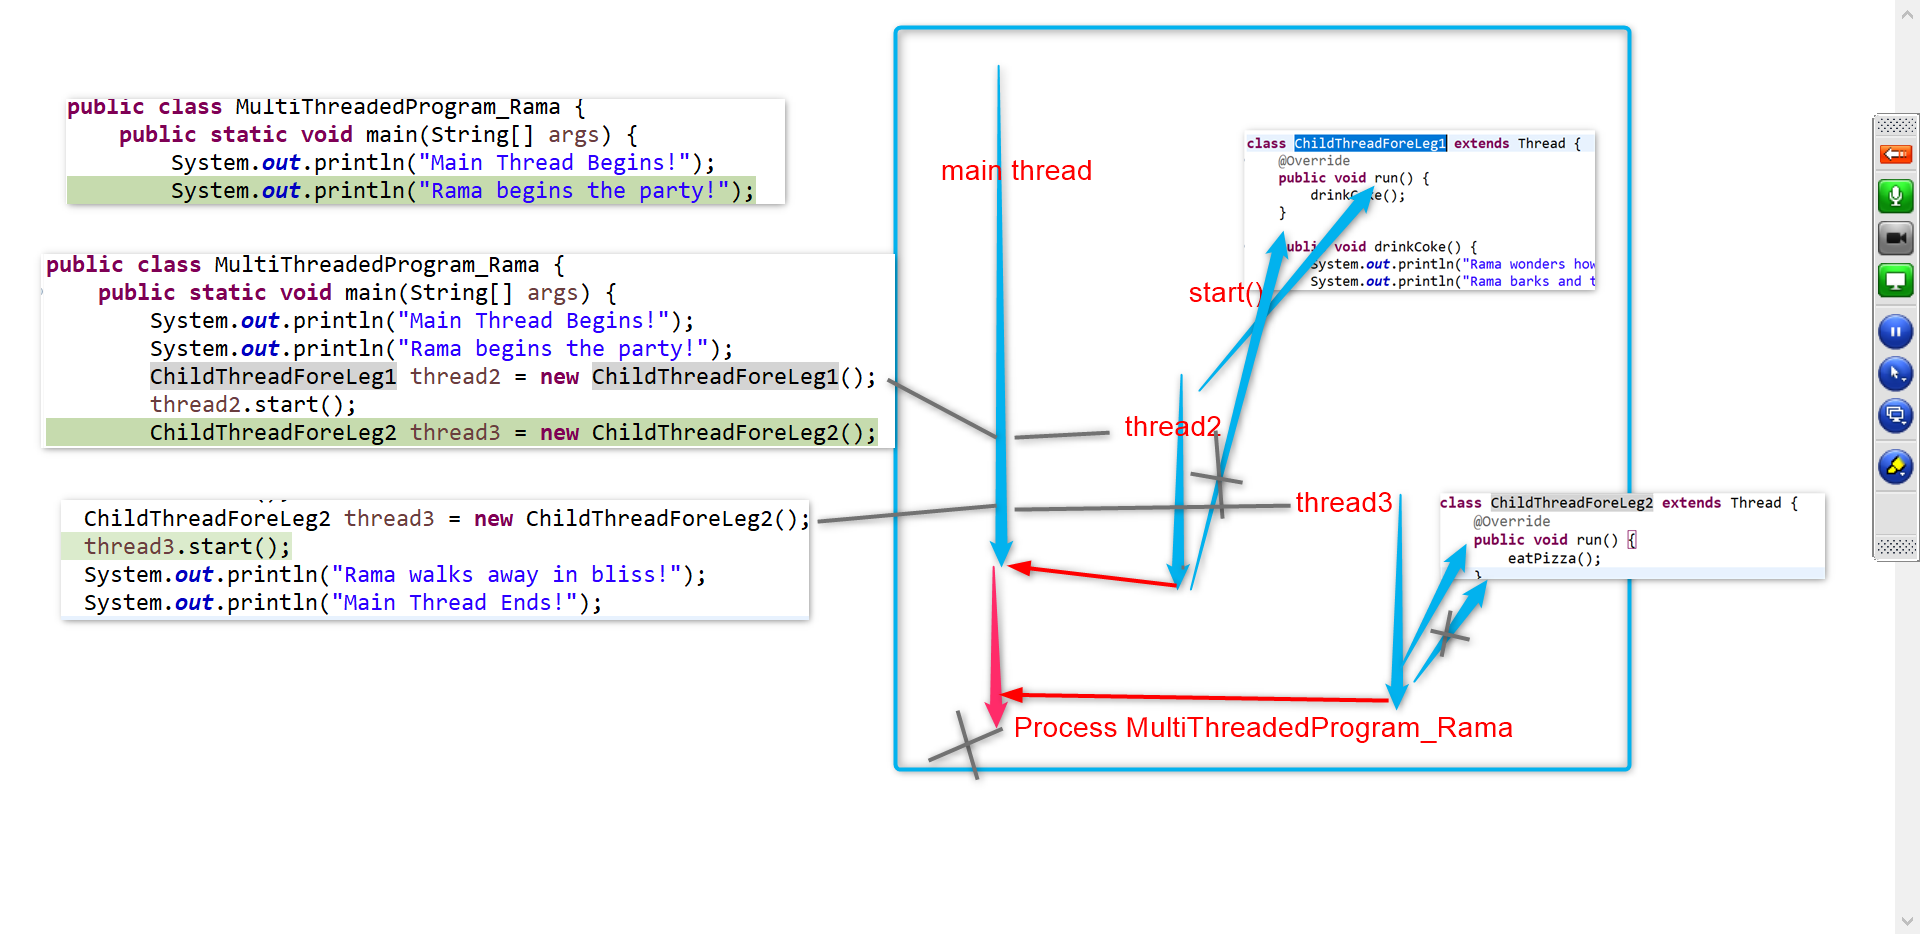 public class MultiThreadedProgram_Rama {
public static void main(String[] args) {
System.out.println("Main Thread Begins!");
System.out.println("Rama begins the party!");
public class MultiThreadedProgram_Rama {
public static void main(String[] args) {
System.out.println("Main Thread Begins!");
System.out.println("Rama begins the party!");
ChildThreadForeLeg1 thread2 = new ChildThreadForeLeg1();
thread2.start();
ChildThreadForeLeg2 thread3 = new ChildThreadForeLeg2();
ChildThreadForeLeg2 thread3 = new ChildThreadForeLeg2();
thread3.start();
System.out.println("Rama walks away in bliss!");
System.out.println("Main Thread Ends!");
main thread
class ChildThreadForeLeg1 extends Thread {
@Override
public void run() {
drinkCoke();
}
public void drinkCoke() {
System.out.println("Rama wonders how
System.out.println("Rama barks and t
start()
thread2
thread3
class ChildThreadForeLeg2 extends Thread {
@Override
public void run() {
eatPizza();
}
Process MultiThreadedProgram_Rama